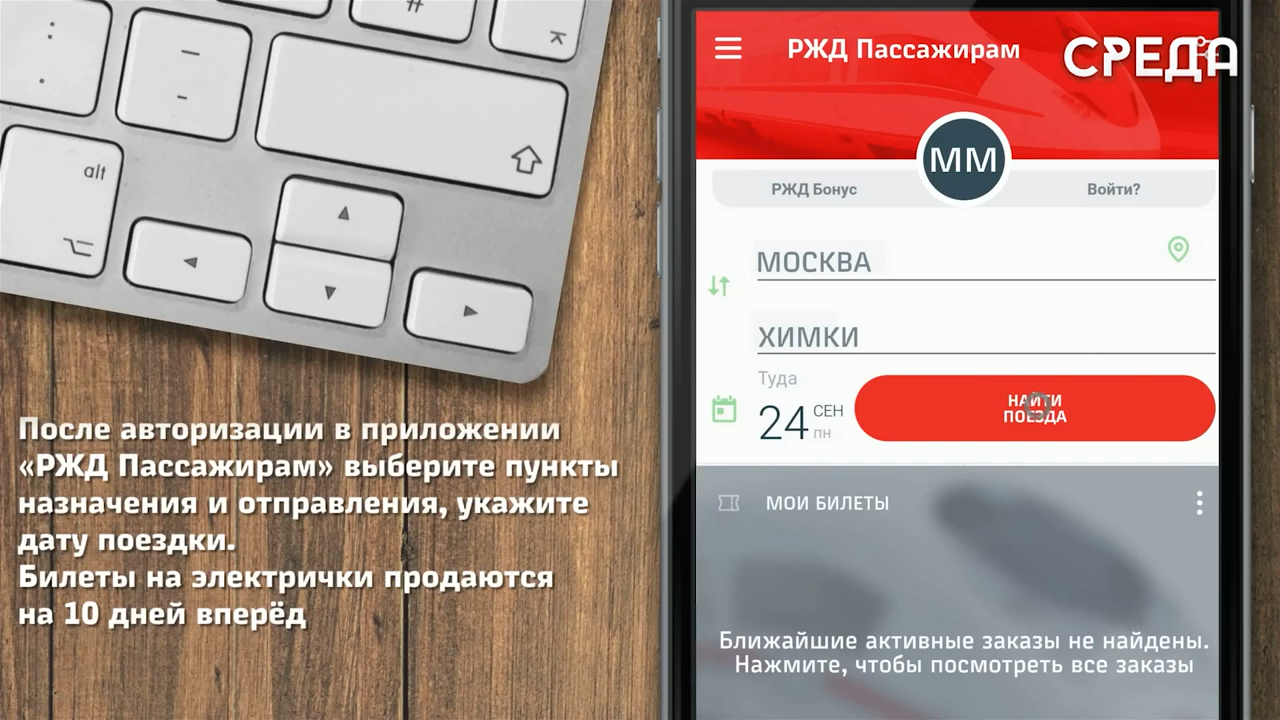 #
alt
После авторизации в приложении
«РЖД Пассажирам» выберите пункты
назначения и отправления, укажите
дату поездки.
Билеты на электрички продаются
на 10 дней вперёд
РЖД Пассажирам
СРЕДА
ММ
РЖД Бонус
Войти?
МОСКВА
ХИМКИ
Туда
24 СЕН
пн
НАЙТИ
ПОЕЗДА
МОИ БИЛЕТЫ
Ближайшие активные заказы не найдены.
Нажмите, чтобы посмотреть все заказы